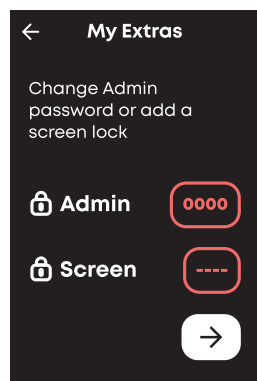 My Extras
Change Admin
password or add a
screen lock
Admin 0000
Screen ----